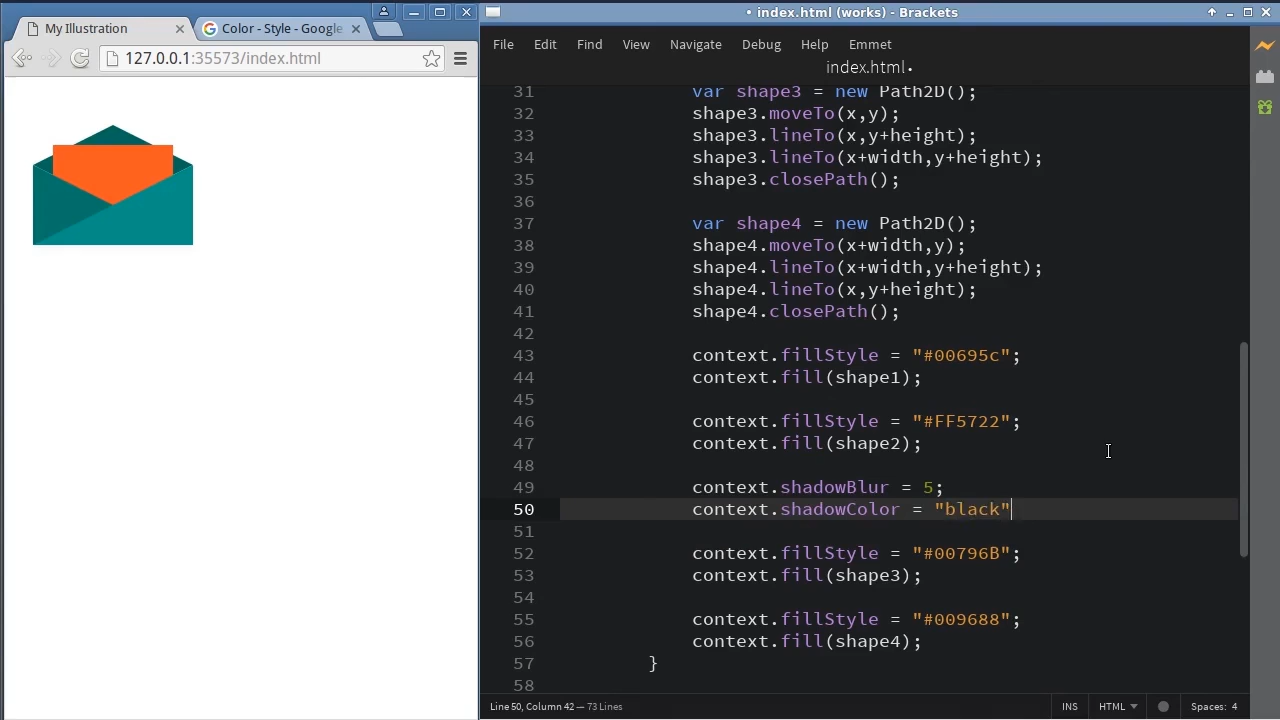 My Illustration
Color - Style - Google
127.0.0.1:35573/index.html
• index.html (works) - Brackets
File Edit Find View Navigate Debug Help Emmet
index.html•
31 var shape3 = new Path2D();
32 shape3.moveTo(x,y);
33 shape3.lineTo(x,y+height);
34 shape3.lineTo(x+width,y+height);
35 shape3.closePath();
36
37 var shape4 = new Path2D();
38 shape4.moveTo(x+width,y);
39 shape4.lineTo(x+width,y+height);
40 shape4.lineTo(x,y+height);
41 shape4.closePath();
42
43 context.fillStyle = "#00695c";
44 context.fill(shape1);
45
46 context.fillStyle = "#FF5722";
47 context.fill(shape2);
48
49 context.shadowBlur = 5;
50 context.shadowColor = "black"
51
52 context.fillStyle = "#00796B";
53 context.fill(shape3);
54
55 context.fillStyle = "#009688";
56 context.fill(shape4);
57 }
58
Line 50, Column 42 — 73 Lines
INS HTML Spaces: 4